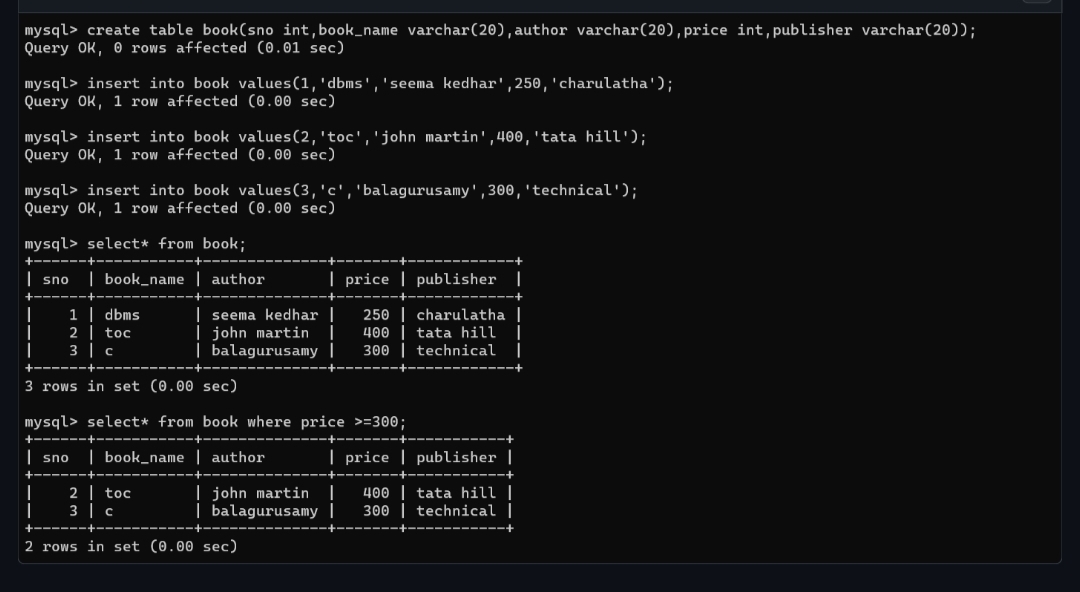 mysql> create table book(sno int,book_name varchar(20),author varchar(20),price int,publisher varchar(20));
Query OK, 0 rows affected (0.01 sec)

mysql> insert into book values(1,'dbms','seema kedhar',250,'charulatha');
Query OK, 1 row affected (0.00 sec)

mysql> insert into book values(2,'toc','john martin',400,'tata hill');
Query OK, 1 row affected (0.00 sec)

mysql> insert into book values(3,'c','balagurusamy',300,'technical');
Query OK, 1 row affected (0.00 sec)

mysql> select* from book;
+------+-----------+--------------+-------+------------+
| sno  | book_name | author       | price | publisher  |
+------+-----------+--------------+-------+------------+
|    1 | dbms      | seema kedhar |   250 | charulatha |
|    2 | toc       | john martin  |   400 | tata hill  |
|    3 | c         | balagurusamy |   300 | technical  |
+------+-----------+--------------+-------+------------+
3 rows in set (0.00 sec)

mysql> select* from book where price >=300;
+------+-----------+--------------+-------+-----------+
| sno  | book_name | author       | price | publisher |
+------+-----------+--------------+-------+-----------+
|    2 | toc       | john martin  |   400 | tata hill |
|    3 | c         | balagurusamy |   300 | technical |
+------+-----------+--------------+-------+-----------+
2 rows in set (0.00 sec)